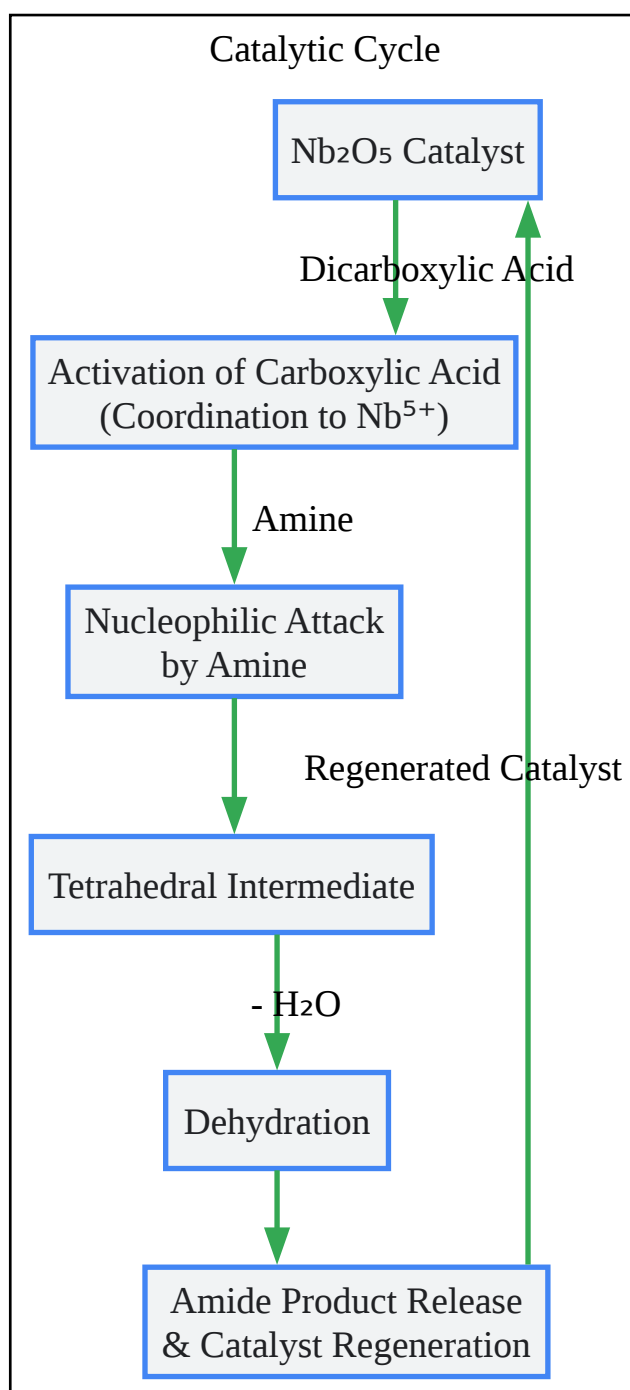 Catalytic Cycle
Nb₂O₅ Catalyst
Dicarboxylic Acid
Activation of Carboxylic Acid
(Coordination to Nb⁵⁺)
Amine
Nucleophilic Attack
by Amine
Regenerated Catalyst
Tetrahedral Intermediate
- H₂O
Dehydration
Amide Product Release
& Catalyst Regeneration